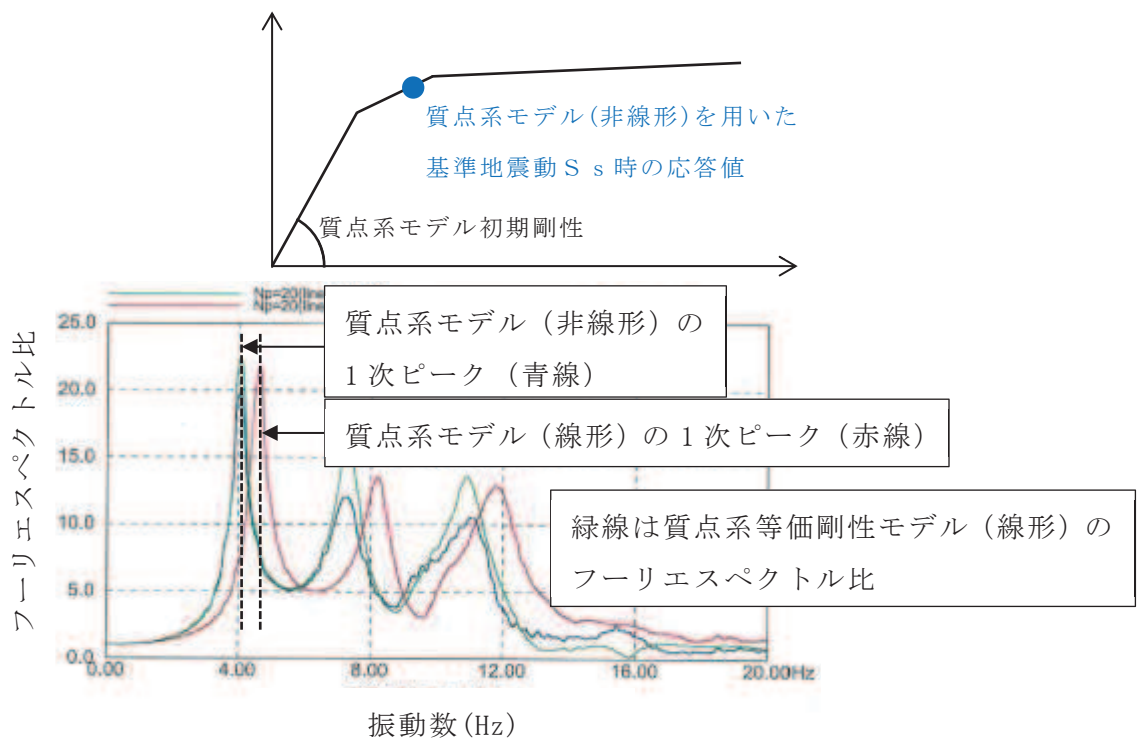 質点系モデル(非線形)を用いた
基準地震動Ｓｓ時の応答値
質点系モデル初期剛性
Np=20(line
Np=20(line
質点系モデル（非線形）の
１次ピーク（青線）
質点系モデル（線形）の１次ピーク（赤線）
緑線は質点系等価剛性モデル（線形）の
フーリエスペクトル比
フーリエスペクトル比
25.0
20.0
15.0
10.0
5.0
0.0
0.00 4.00 8.00 12.00 16.00 20.00Hz
振動数(Hz)